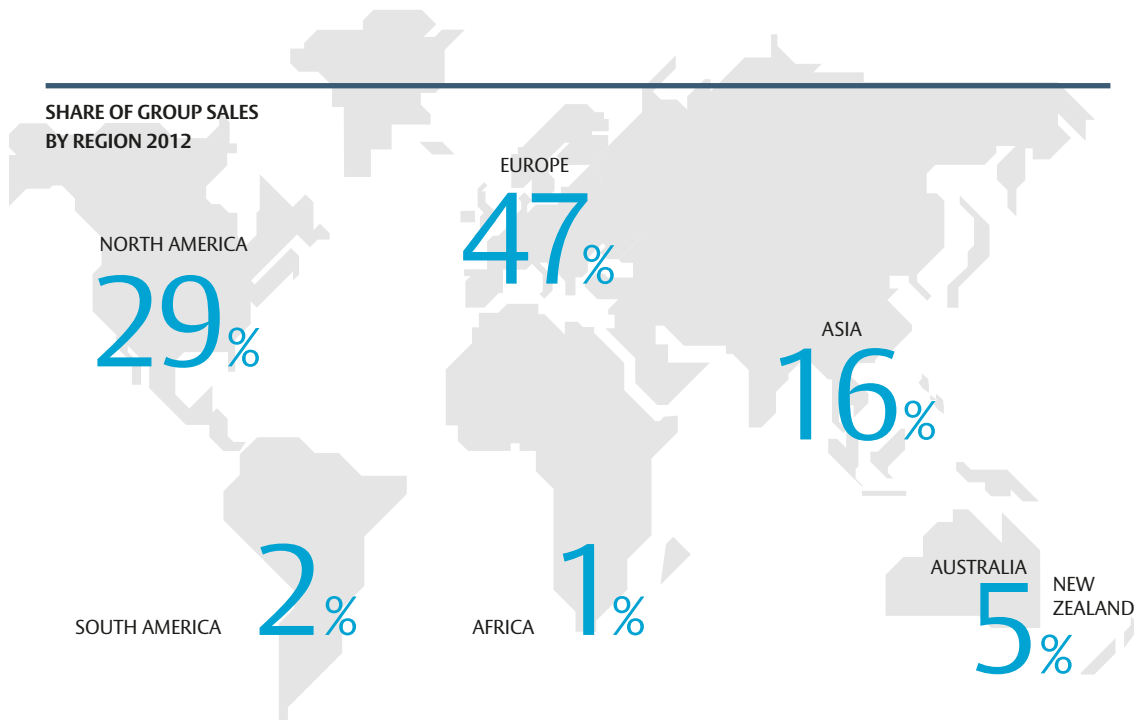 SHARE OF GROUP SALES
BY REGION 2012
EUROPE
47%
NORTH AMERICA
29%
ASIA
16%
SOUTH AMERICA
2%
AFRICA
1%
AUSTRALIA
NEW
ZEALAND
5%